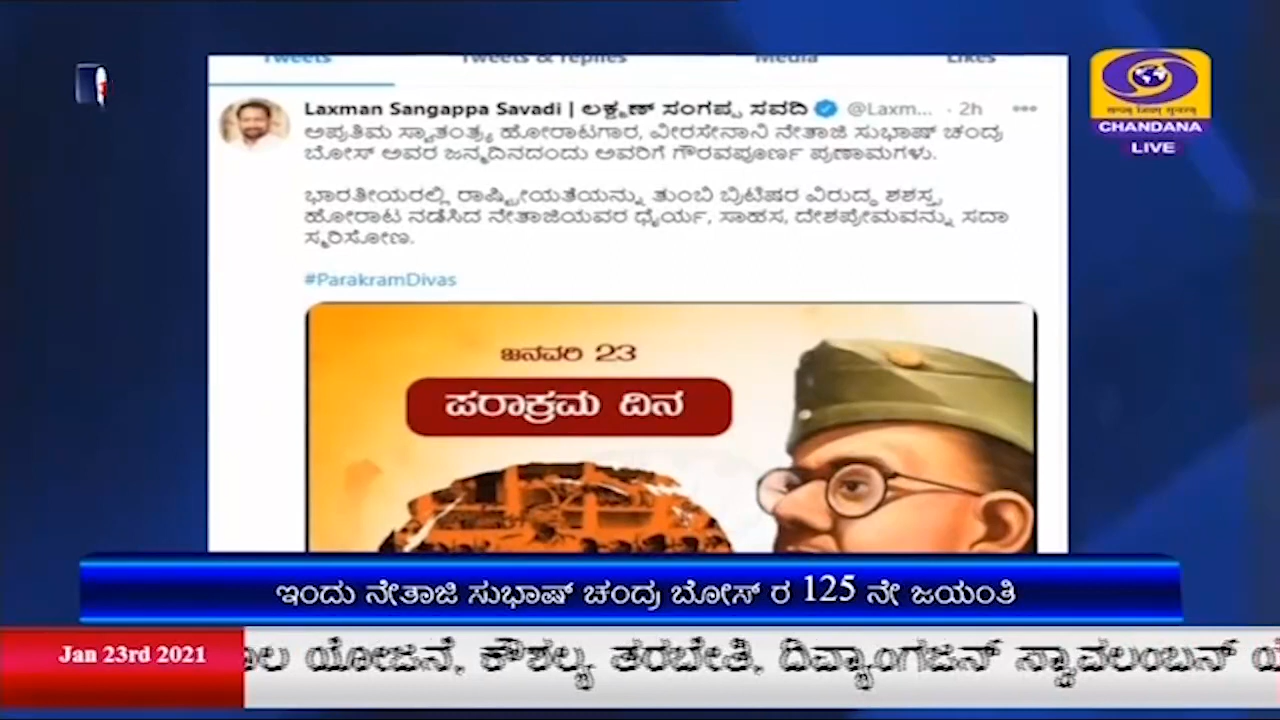 Tweets Tweets & replies Media Likes
Laxman Sangappa Savadi | ಲಕ್ಷ್ಮಣ್ ಸಂಗಪ್ಪ ಸವದಿ @Laxm... · 2h
ಅಪ್ರತಿಮ ಸ್ವಾತಂತ್ರ್ಯ ಹೋರಾಟಗಾರ, ವೀರಸೇನಾನಿ ನೇತಾಜಿ ಸುಭಾಷ್ ಚಂದ್ರ
ಬೋಸ್ ಅವರ ಜನ್ಮದಿನದಂದು ಅವರಿಗೆ ಗೌರವಪೂರ್ಣ ಪ್ರಣಾಮಗಳು.
ಭಾರತೀಯರಲ್ಲಿ ರಾಷ್ಟ್ರೀಯತೆಯನ್ನು ತುಂಬಿ ಬ್ರಿಟಿಷರ ವಿರುದ್ಧ ಶಶಸ್ತ್ರ
ಹೋರಾಟ ನಡೆಸಿದ ನೇತಾಜಿಯವರ ಧೈರ್ಯ, ಸಾಹಸ, ದೇಶಪ್ರೇಮವನ್ನು ಸದಾ
ಸ್ಮರಿಸೋಣ.
#ParakramDivas
ಜನವರಿ 23
ಪರಾಕ್ರಮ ದಿನ
CHANDANA
LIVE
ಇಂದು ನೇತಾಜಿ ಸುಭಾಷ್ ಚಂದ್ರ ಬೋಸ್ ರ 125 ನೇ ಜಯಂತಿ
Jan 23rd 2021
ಯೋಜನೆ, ಕೌಶಲ್ಯ ತರಬೇತಿ, ದಿವ್ಯಾಂಗಜನ್ ಸ್ವಾವಲಂಬನ್